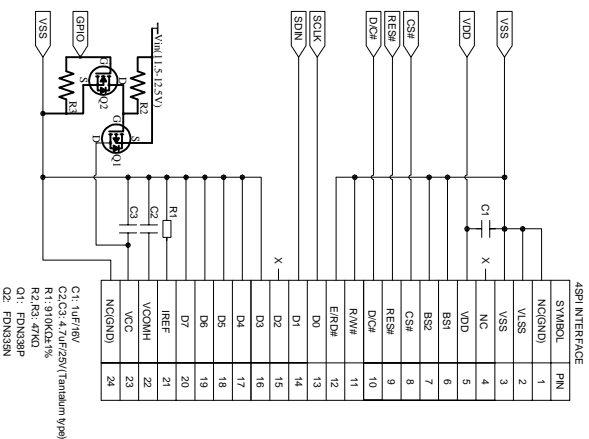 4SPI INTERFACE
SYMBOL PIN
NC(GND) 1
VLSS 2
VSS 3
NC 4
VDD 5
BS1 6
BS2 7
CS# 8
RES# 9
D/C# 10
R/W# 11
E/RD# 12
D0 13
D1 14
D2 15
D3 16
D4 17
D5 18
D6 19
D7 20
IREF 21
VCOMH 22
VCC 23
NC(GND) 24
VSS
VDD
CS#
RES#
D/C#
SCLK
SDIN
GPIO
VSS
C1
X
X
R1
C2
C3
Vin(11.5-12.5V)
R2
G
S
D
Q1
G
D
S
Q2
R3
C1: 1uF/16V
C2,C3: 4.7uF/25V(Tantalum type)
R1: 910KΩ±1%
R2,R3: 47KΩ
Q1: FDN338P
Q2: FDN335N